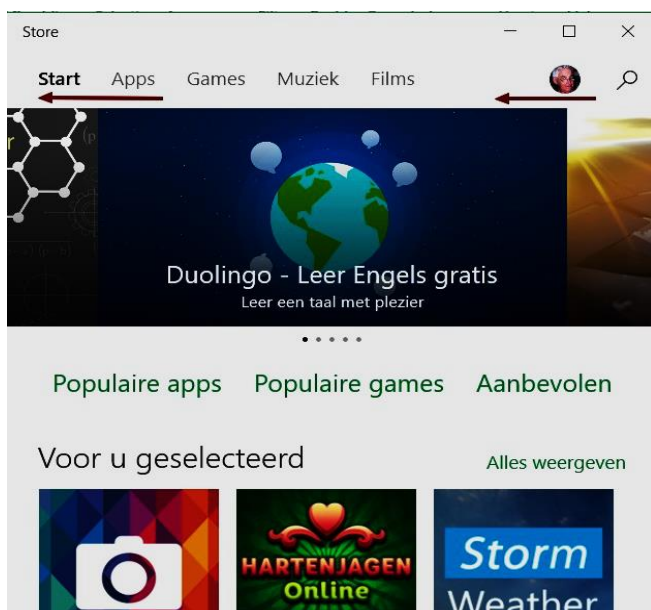 Store
Start Apps Games Muziek Films
Duolingo - Leer Engels gratis
Leer een taal met plezier
Populaire apps Populaire games Aanbevolen
Voor u geselecteerd Alles weergeven
HARTENJAGEN
Online
Storm
Weather